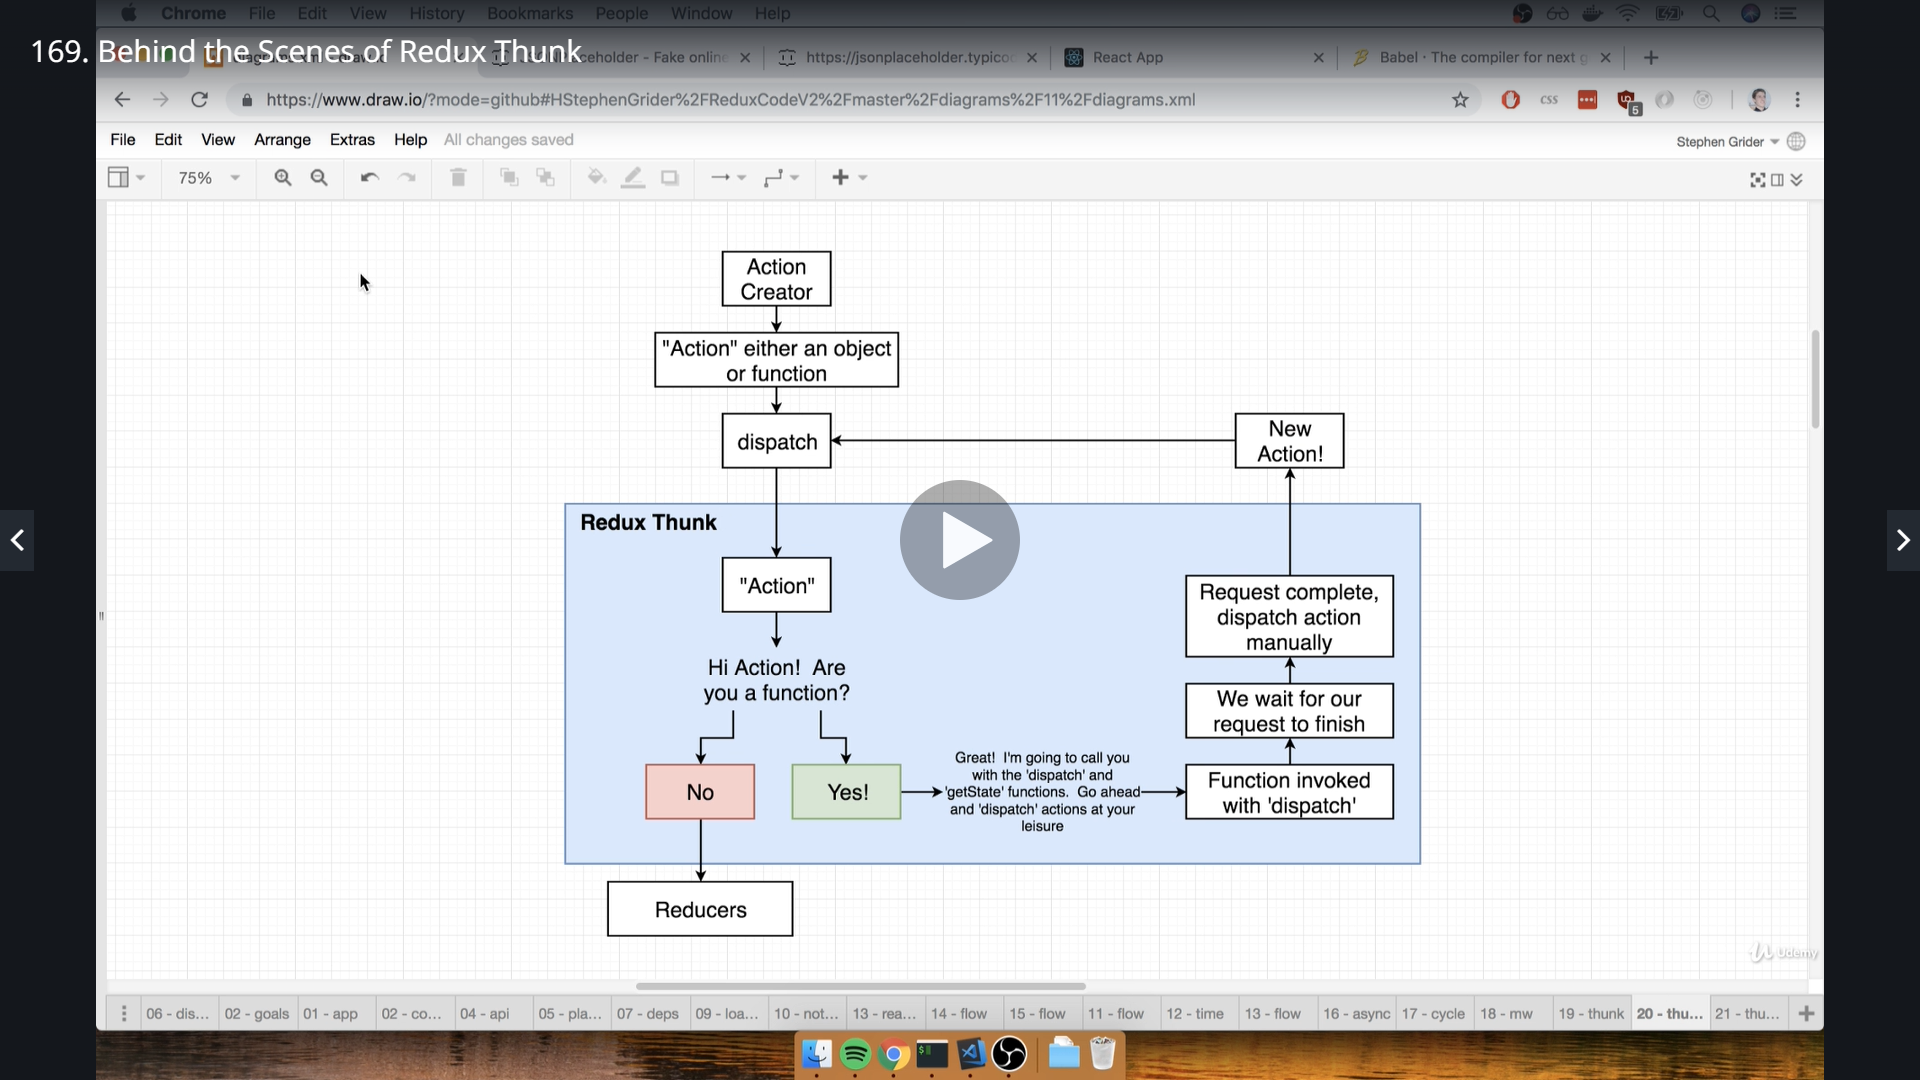 Chrome File Edit View History Bookmarks People Window Help
169. Behind the Scenes of Redux Thunk
ceholder - Fake online
https://jsonplaceholder.typico
React App
Babel · The compiler for next g
https://www.draw.io/?mode=github#HStephenGrider%2FReduxCodeV2%2Fmaster%2Fdiagrams%2F11%2Fdiagrams.xml
CSS
6
File Edit View Arrange Extras Help All changes saved
Stephen Grider
75%
Action
Creator
"Action" either an object
or function
dispatch
New
Action!
Redux Thunk
"Action"
Hi Action! Are
you a function?
No
Yes!
Great! I'm going to call you
with the 'dispatch' and
'getState' functions. Go ahead
and 'dispatch' actions at your
leisure
Function invoked
with 'dispatch'
We wait for our
request to finish
Request complete,
dispatch action
manually
Reducers
Udemy
06 - dis... 02 - goals 01 - app 02 - co... 04 - api 05 - pla... 07 - deps 09 - loa... 10 - not... 13 - rea... 14 - flow 15 - flow 11 - flow 12 - time 13 - flow 16 - async 17 - cycle 18 - mw 19 - thunk 20 - thu... 21 - thu...